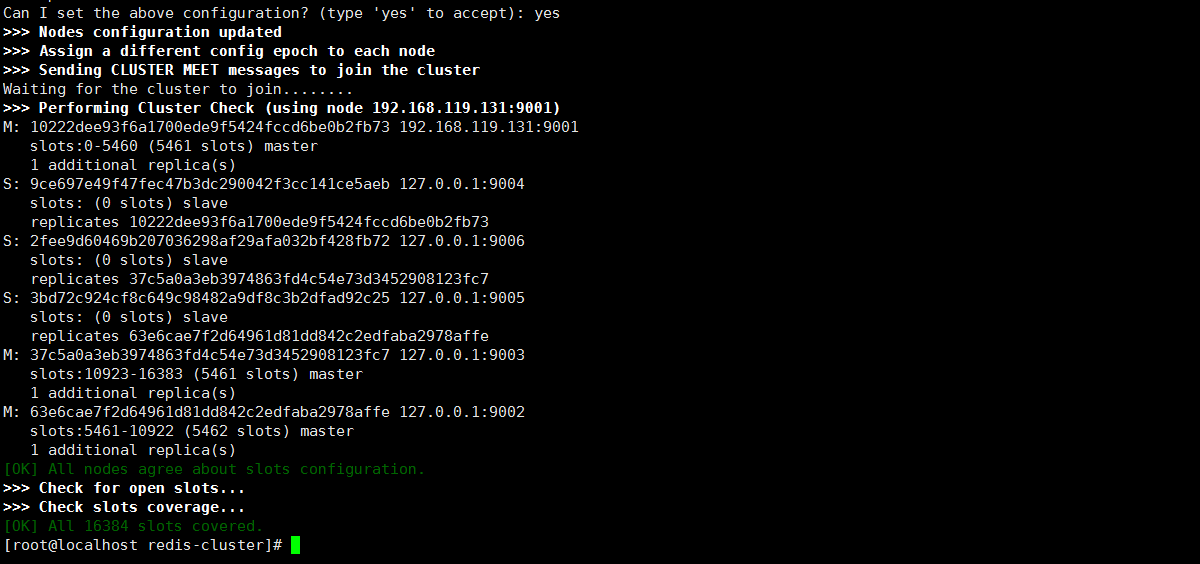 Can I set the above configuration? (type 'yes' to accept): yes
>>> Nodes configuration updated
>>> Assign a different config epoch to each node
>>> Sending CLUSTER MEET messages to join the cluster
Waiting for the cluster to join........
>>> Performing Cluster Check (using node 192.168.119.131:9001)
M: 10222dee93f6a1700ede9f5424fccd6be0b2fb73 192.168.119.131:9001
   slots:0-5460 (5461 slots) master
   1 additional replica(s)
S: 9ce697e49f47fec47b3dc290042f3cc141ce5aeb 127.0.0.1:9004
   slots: (0 slots) slave
   replicates 10222dee93f6a1700ede9f5424fccd6be0b2fb73
S: 2fee9d60469b207036298af29afa032bf428fb72 127.0.0.1:9006
   slots: (0 slots) slave
   replicates 37c5a0a3eb3974863fd4c54e73d3452908123fc7
S: 3bd72c924cf8c649c98482a9df8c3b2dfad92c25 127.0.0.1:9005
   slots: (0 slots) slave
   replicates 63e6cae7f2d64961d81dd842c2edfaba2978affe
M: 37c5a0a3eb3974863fd4c54e73d3452908123fc7 127.0.0.1:9003
   slots:10923-16383 (5461 slots) master
   1 additional replica(s)
M: 63e6cae7f2d64961d81dd842c2edfaba2978affe 127.0.0.1:9002
   slots:5461-10922 (5462 slots) master
   1 additional replica(s)
[OK] All nodes agree about slots configuration.
>>> Check for open slots...
>>> Check slots coverage...
[OK] All 16384 slots covered.
[root@localhost redis-cluster]#